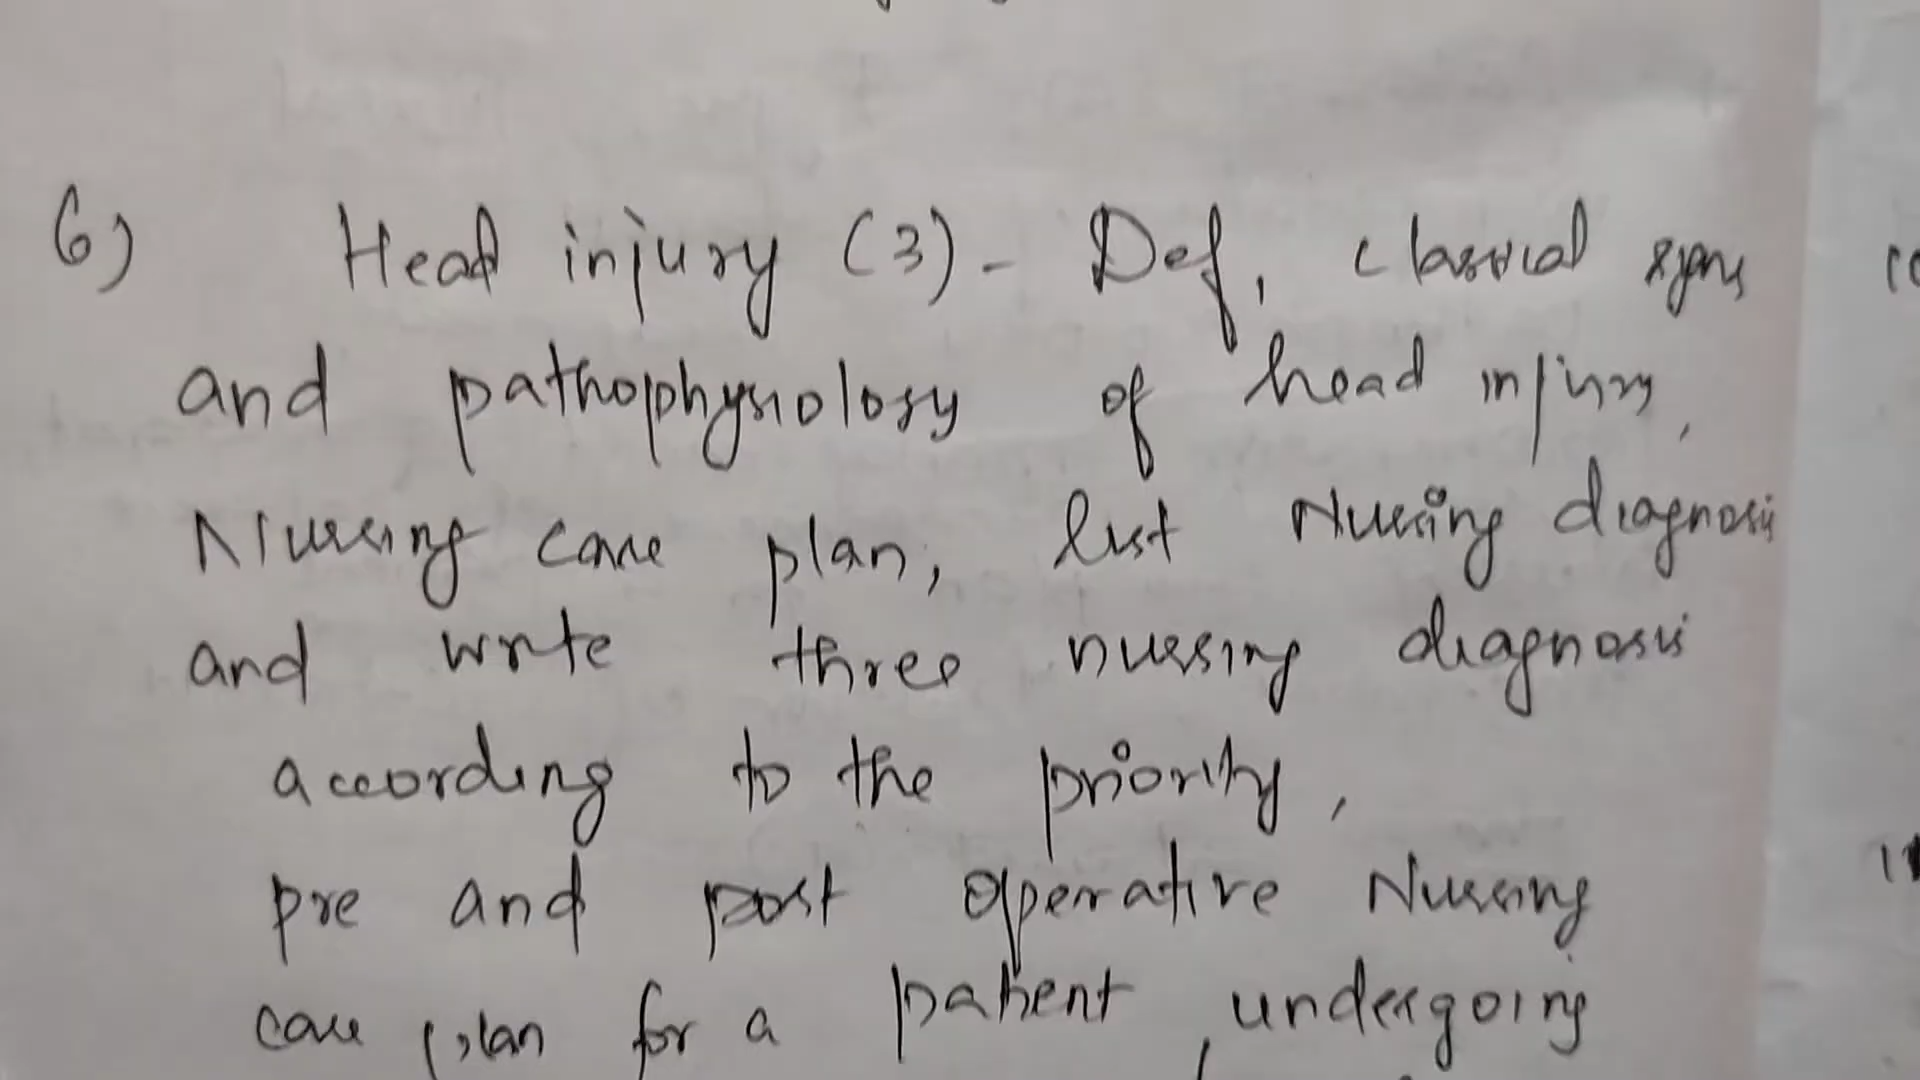 6) Head injury (3) - Def, classical signs
and pathophysiology of head injury,
Nursing care plan, list Nursing diagnosis
and write three nursing diagnosis
according to the priority,
pre and post operative Nursing
care plan for a patient undergoing